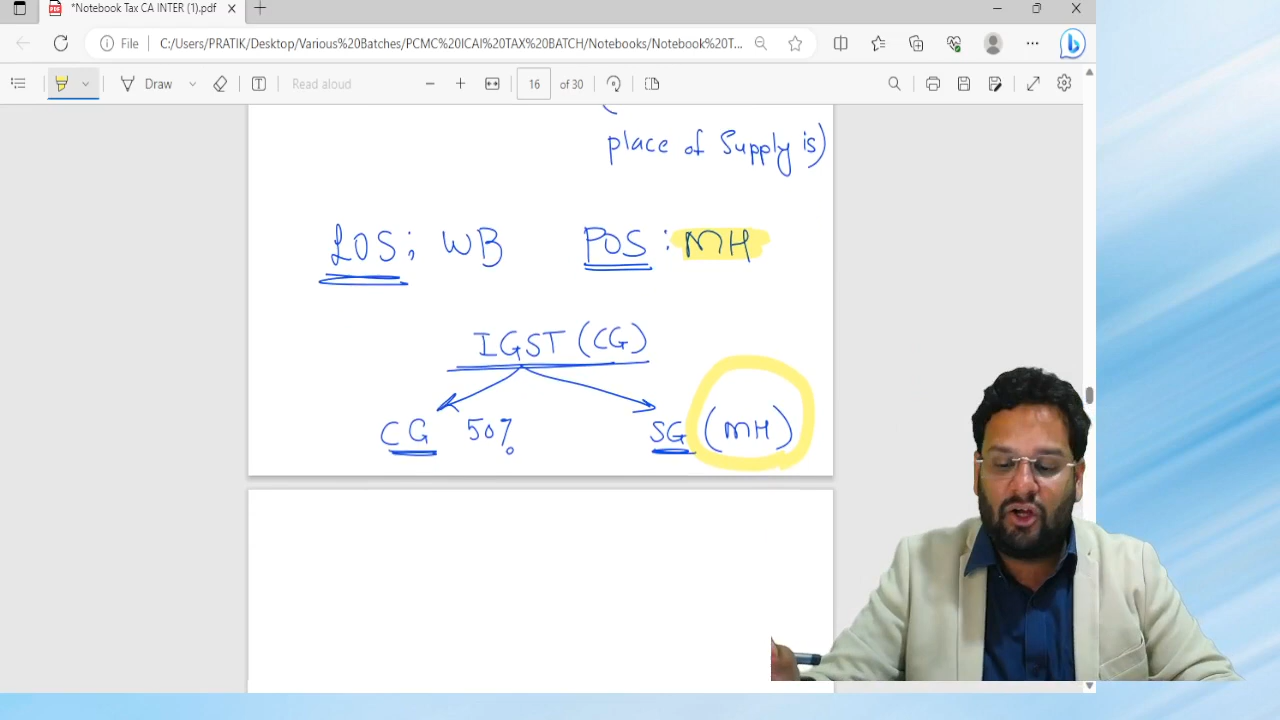 *Notebook Tax CA INTER (1).pdf
File C:/Users/PRATIK/Desktop/Various%20Batches/PCMC%20ICAI%20TAX%20BATCH/Notebooks/Notebook%20T...
Draw Read aloud 16 of 30
place of Supply is)
LOS: WB POS: MH
IGST (CG)
CG 50% SG (MH)